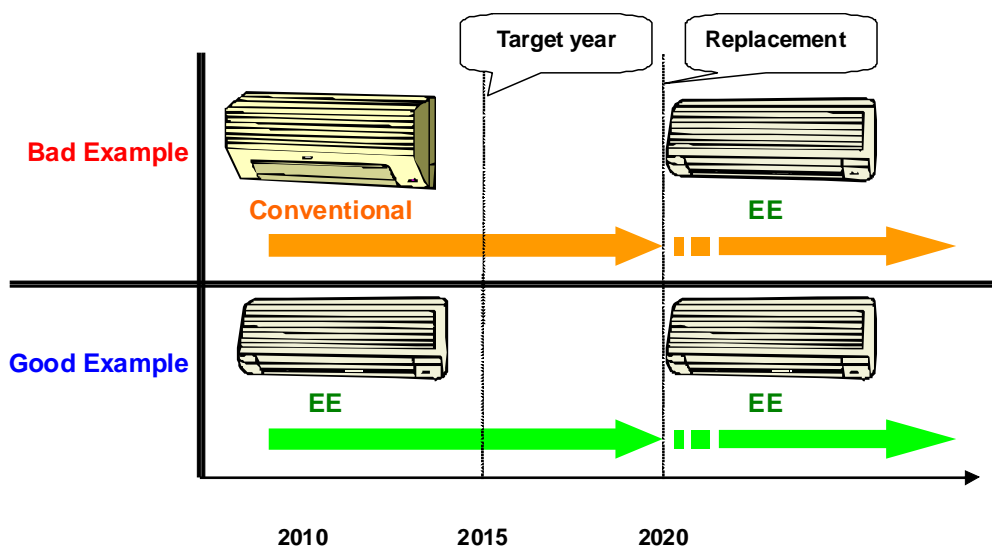 Target year
Replacement
Bad Example
Conventional
EE
Good Example
EE
EE
2010
2015
2020